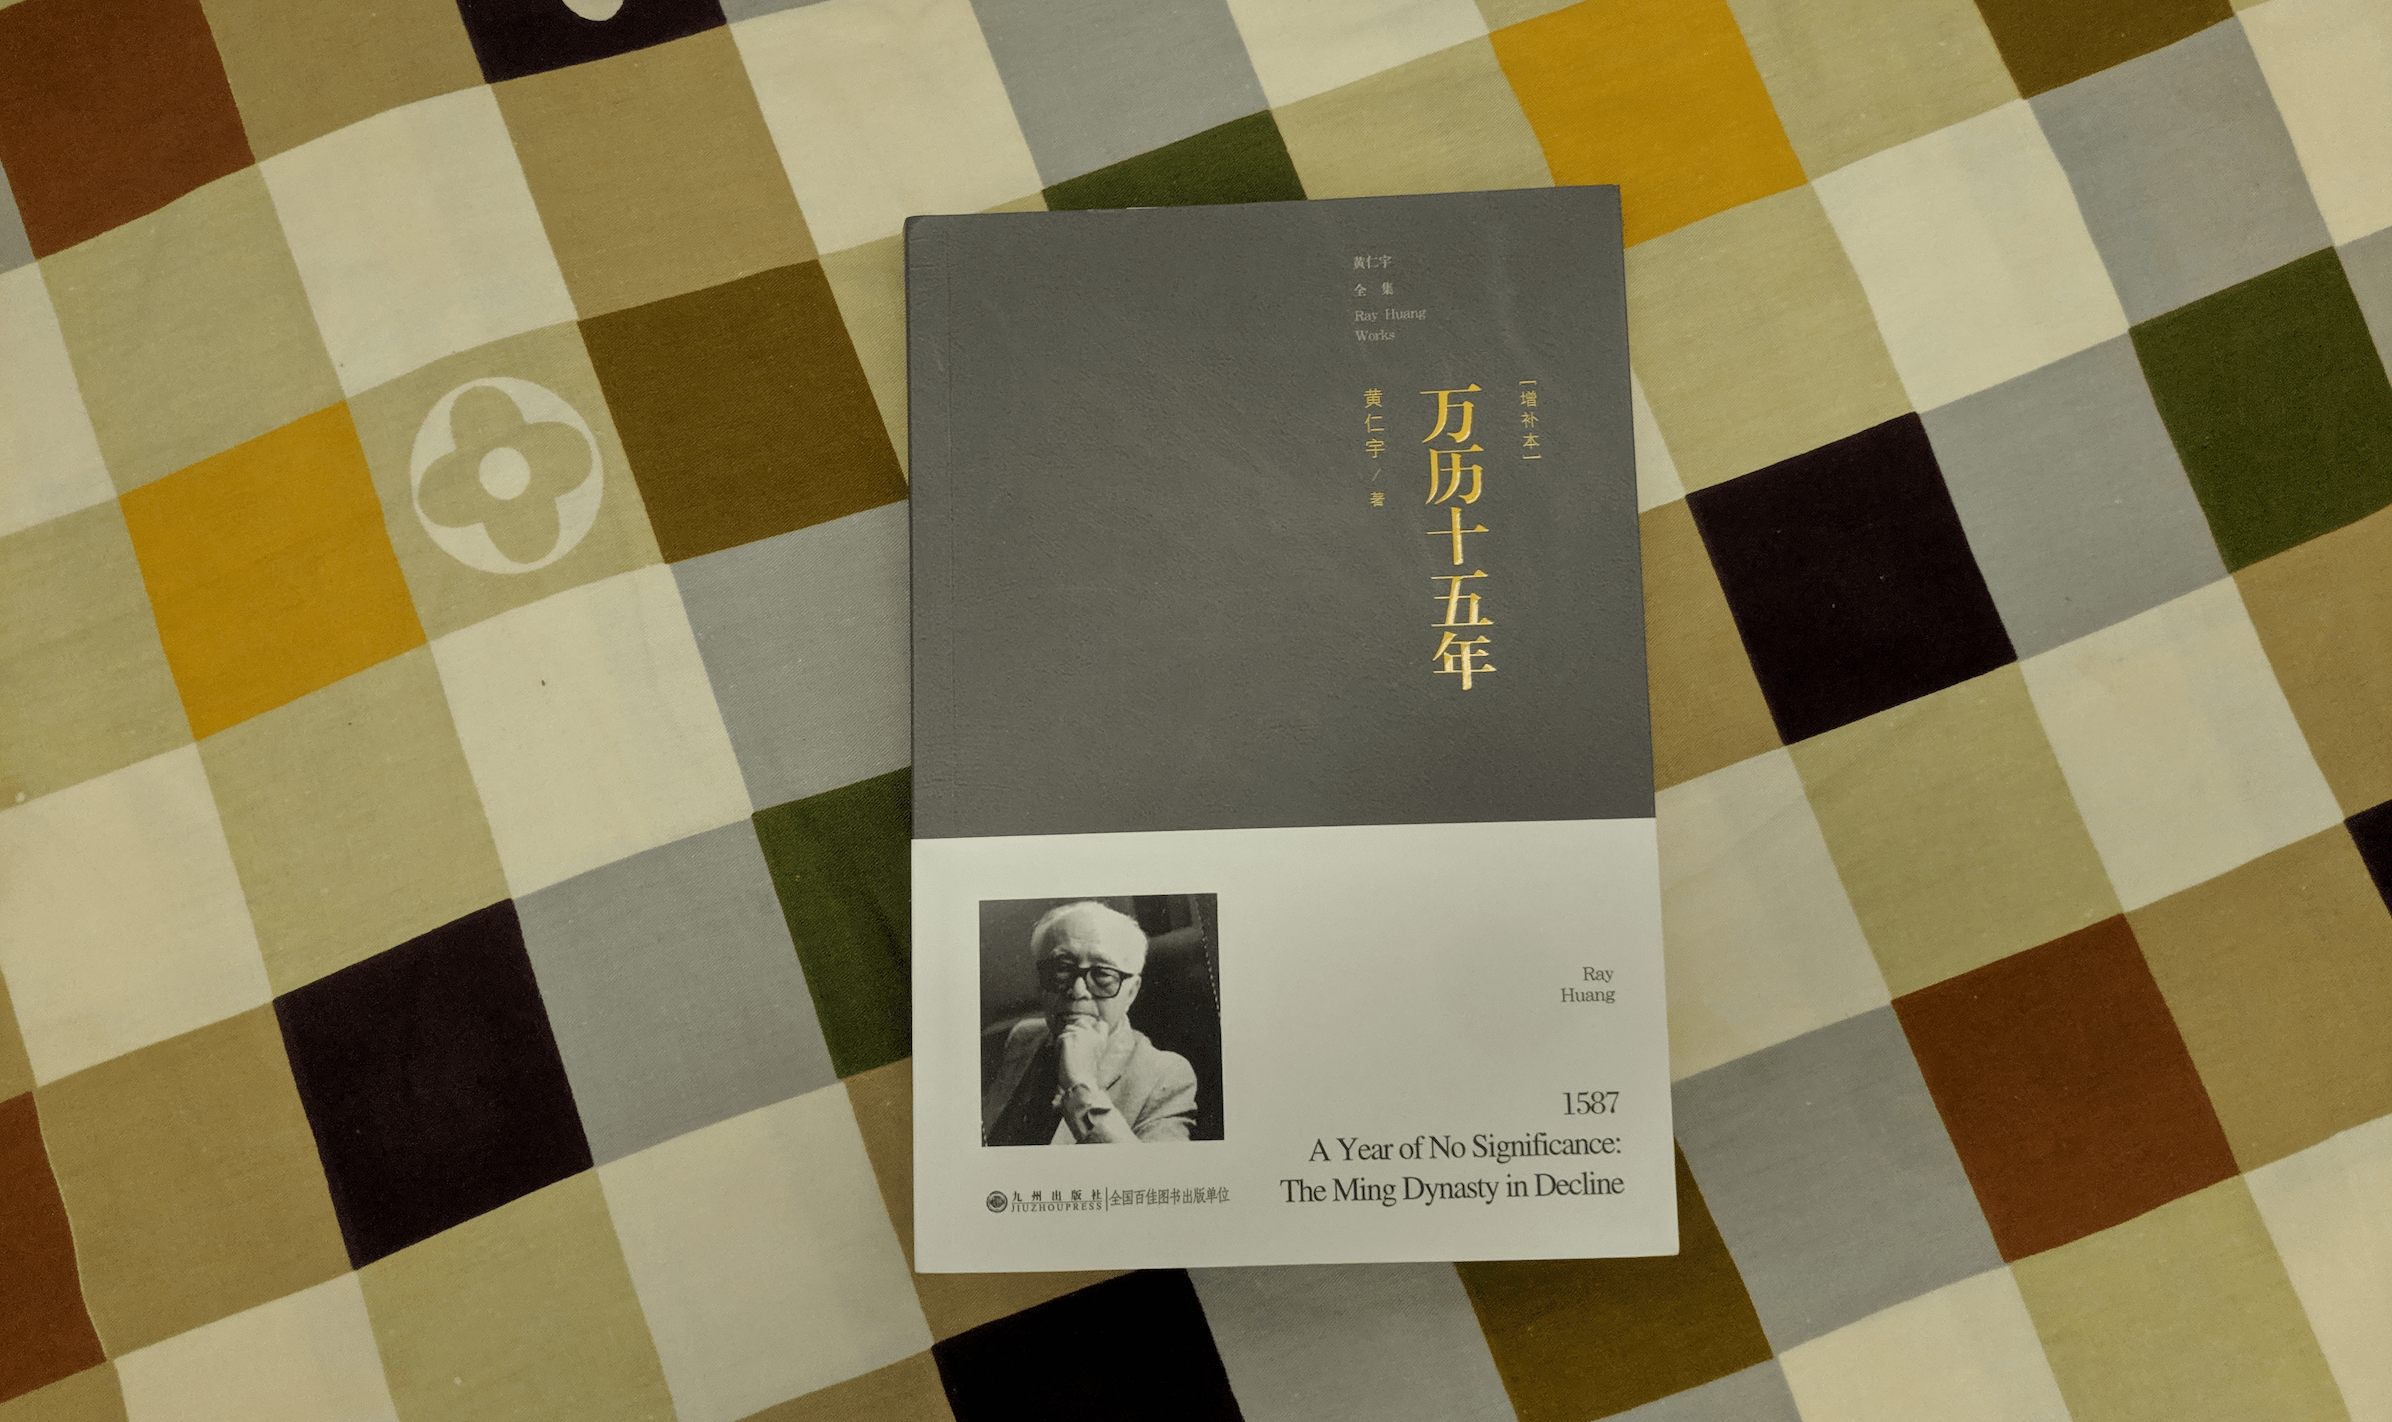 黄仁宇
全 集
Ray Huang
Works
[增补本]
万历十五年
黄仁宇/著
Ray
Huang
1587
A Year of No Significance:
The Ming Dynasty in Decline
九州出版社
JIUZHOUPRESS
全国百佳图书出版单位